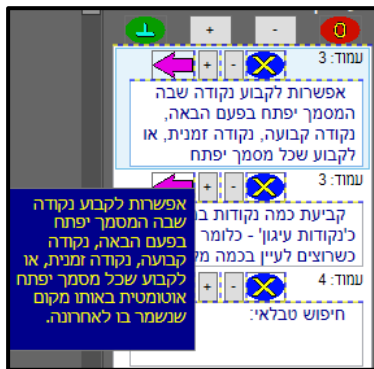 + -
עמוד: 3
+ -
אפשרות לקבוע נקודה שבה
המסמך יפתח בפעם הבאה,
נקודה קבועה, נקודה זמנית, או
לקבוע שכל מסמך יפתח
עמוד: 3
+ -
קביעת כמה נקודות
כ'נקודות עיגון' - כלומר
כשרוצים לעיין בכמה
עמוד: 4
+ -
חיפוש טבלאי:
אפשרות לקבוע נקודה
שבה המסמך יפתח
בפעם הבאה, נקודה
קבועה, נקודה זמנית, או
לקבוע שכל מסמך יפתח
אוטומטית באותו מקום
שנשמר בו לאחרונה.